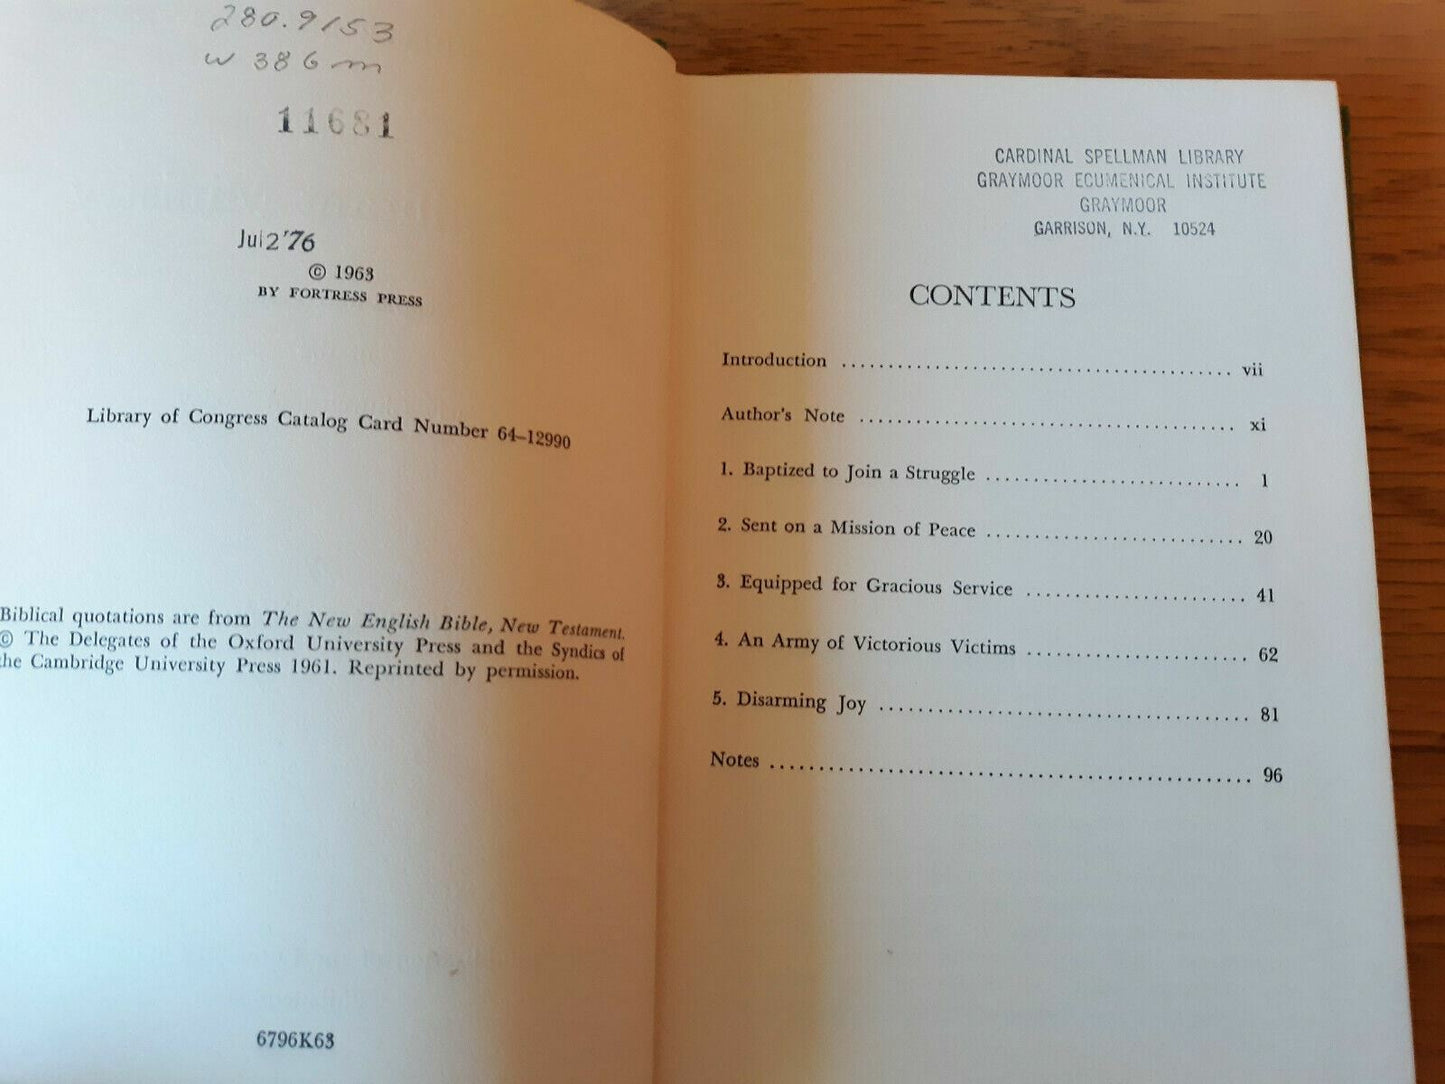 280.9153
w 386 m
11681
Jul 2 '76
© 1963
BY FORTRESS PRESS
Library of Congress Catalog Card Number 64–12990
Biblical quotations are from The New English Bible, New Testament.
© The Delegates of the Oxford University Press and the Syndics of
the Cambridge University Press 1961. Reprinted by permission.
6796K63
CARDINAL SPELLMAN LIBRARY
GRAYMOOR ECUMENICAL INSTITUTE
GRAYMOOR
GARRISON, N.Y. 10524
CONTENTS
Introduction ........................................ vii
Author's Note ....................................... xi
1. Baptized to Join a Struggle .......................... 1
2. Sent on a Mission of Peace .......................... 20
3. Equipped for Gracious Service ....................... 41
4. An Army of Victorious Victims ....................... 62
5. Disarming Joy ...................................... 81
Notes ................................................. 96